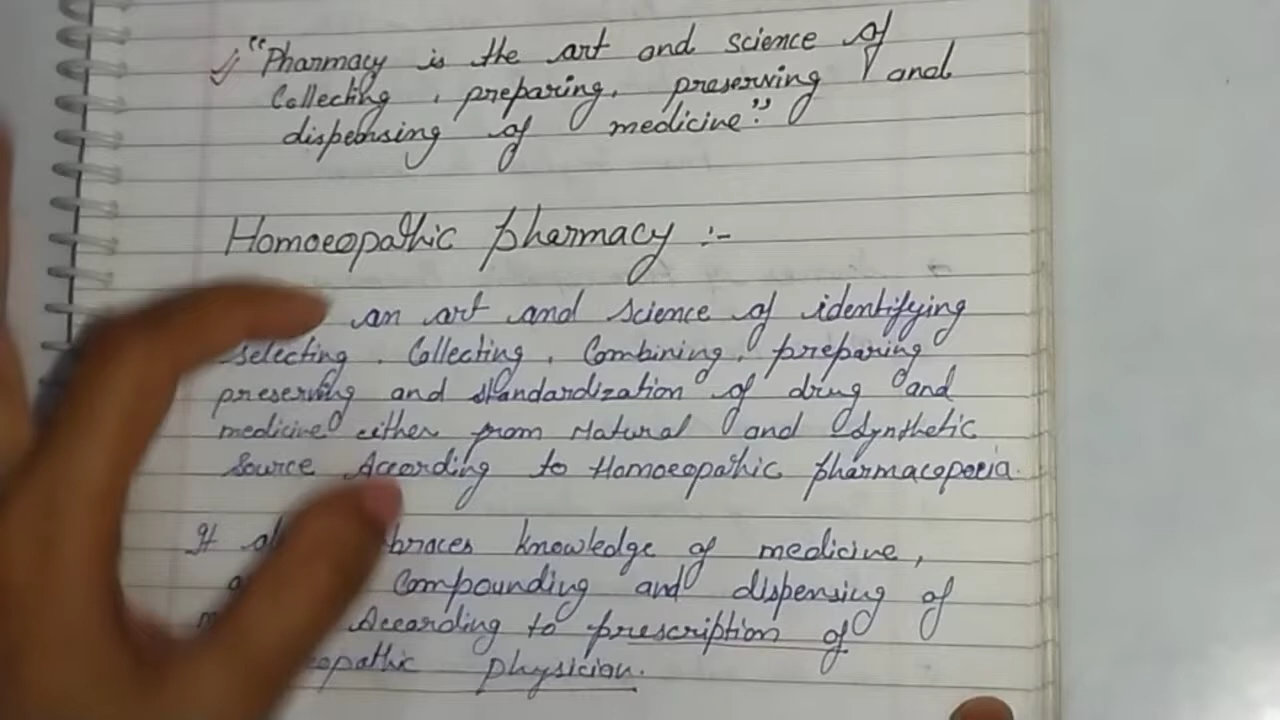 "Pharmacy is the art and science of
Collecting, preparing, preserving and
dispensing of medicine."
Homoeopathic pharmacy :-
an art and science of identifying
selecting, Collecting, Combining, preparing
preserving and standardization of drug and
medicine either from Natural and Synthetic
Source According to Homoeopathic pharmacopoeia.
It braces knowledge of medicine,
Compounding and dispensing of
According to prescription of
opathic physician.